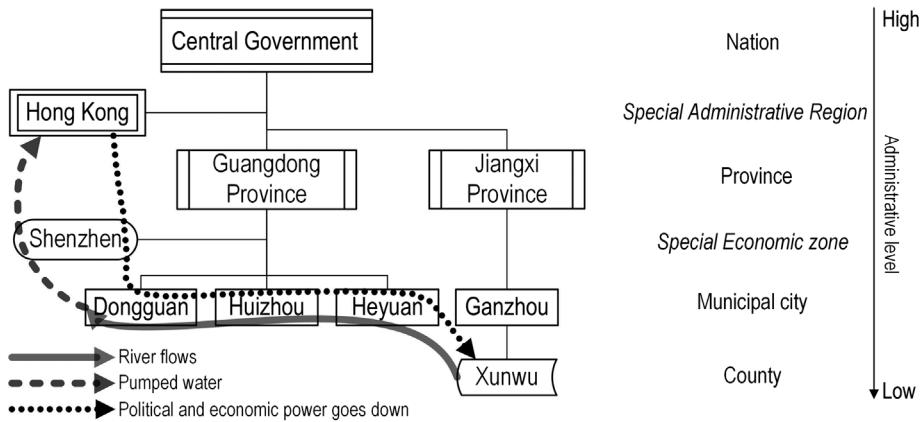 Central Government
Nation
High
Hong Kong
Special Administrative Region
Guangdong
Province
Jiangxi
Province
Province
Administrative level
Shenzhen
Special Economic zone
Dongguan
Huizhou
Heyuan
Ganzhou
Municipal city
River flows
Xunwu
County
Pumped water
Low
Political and economic power goes down